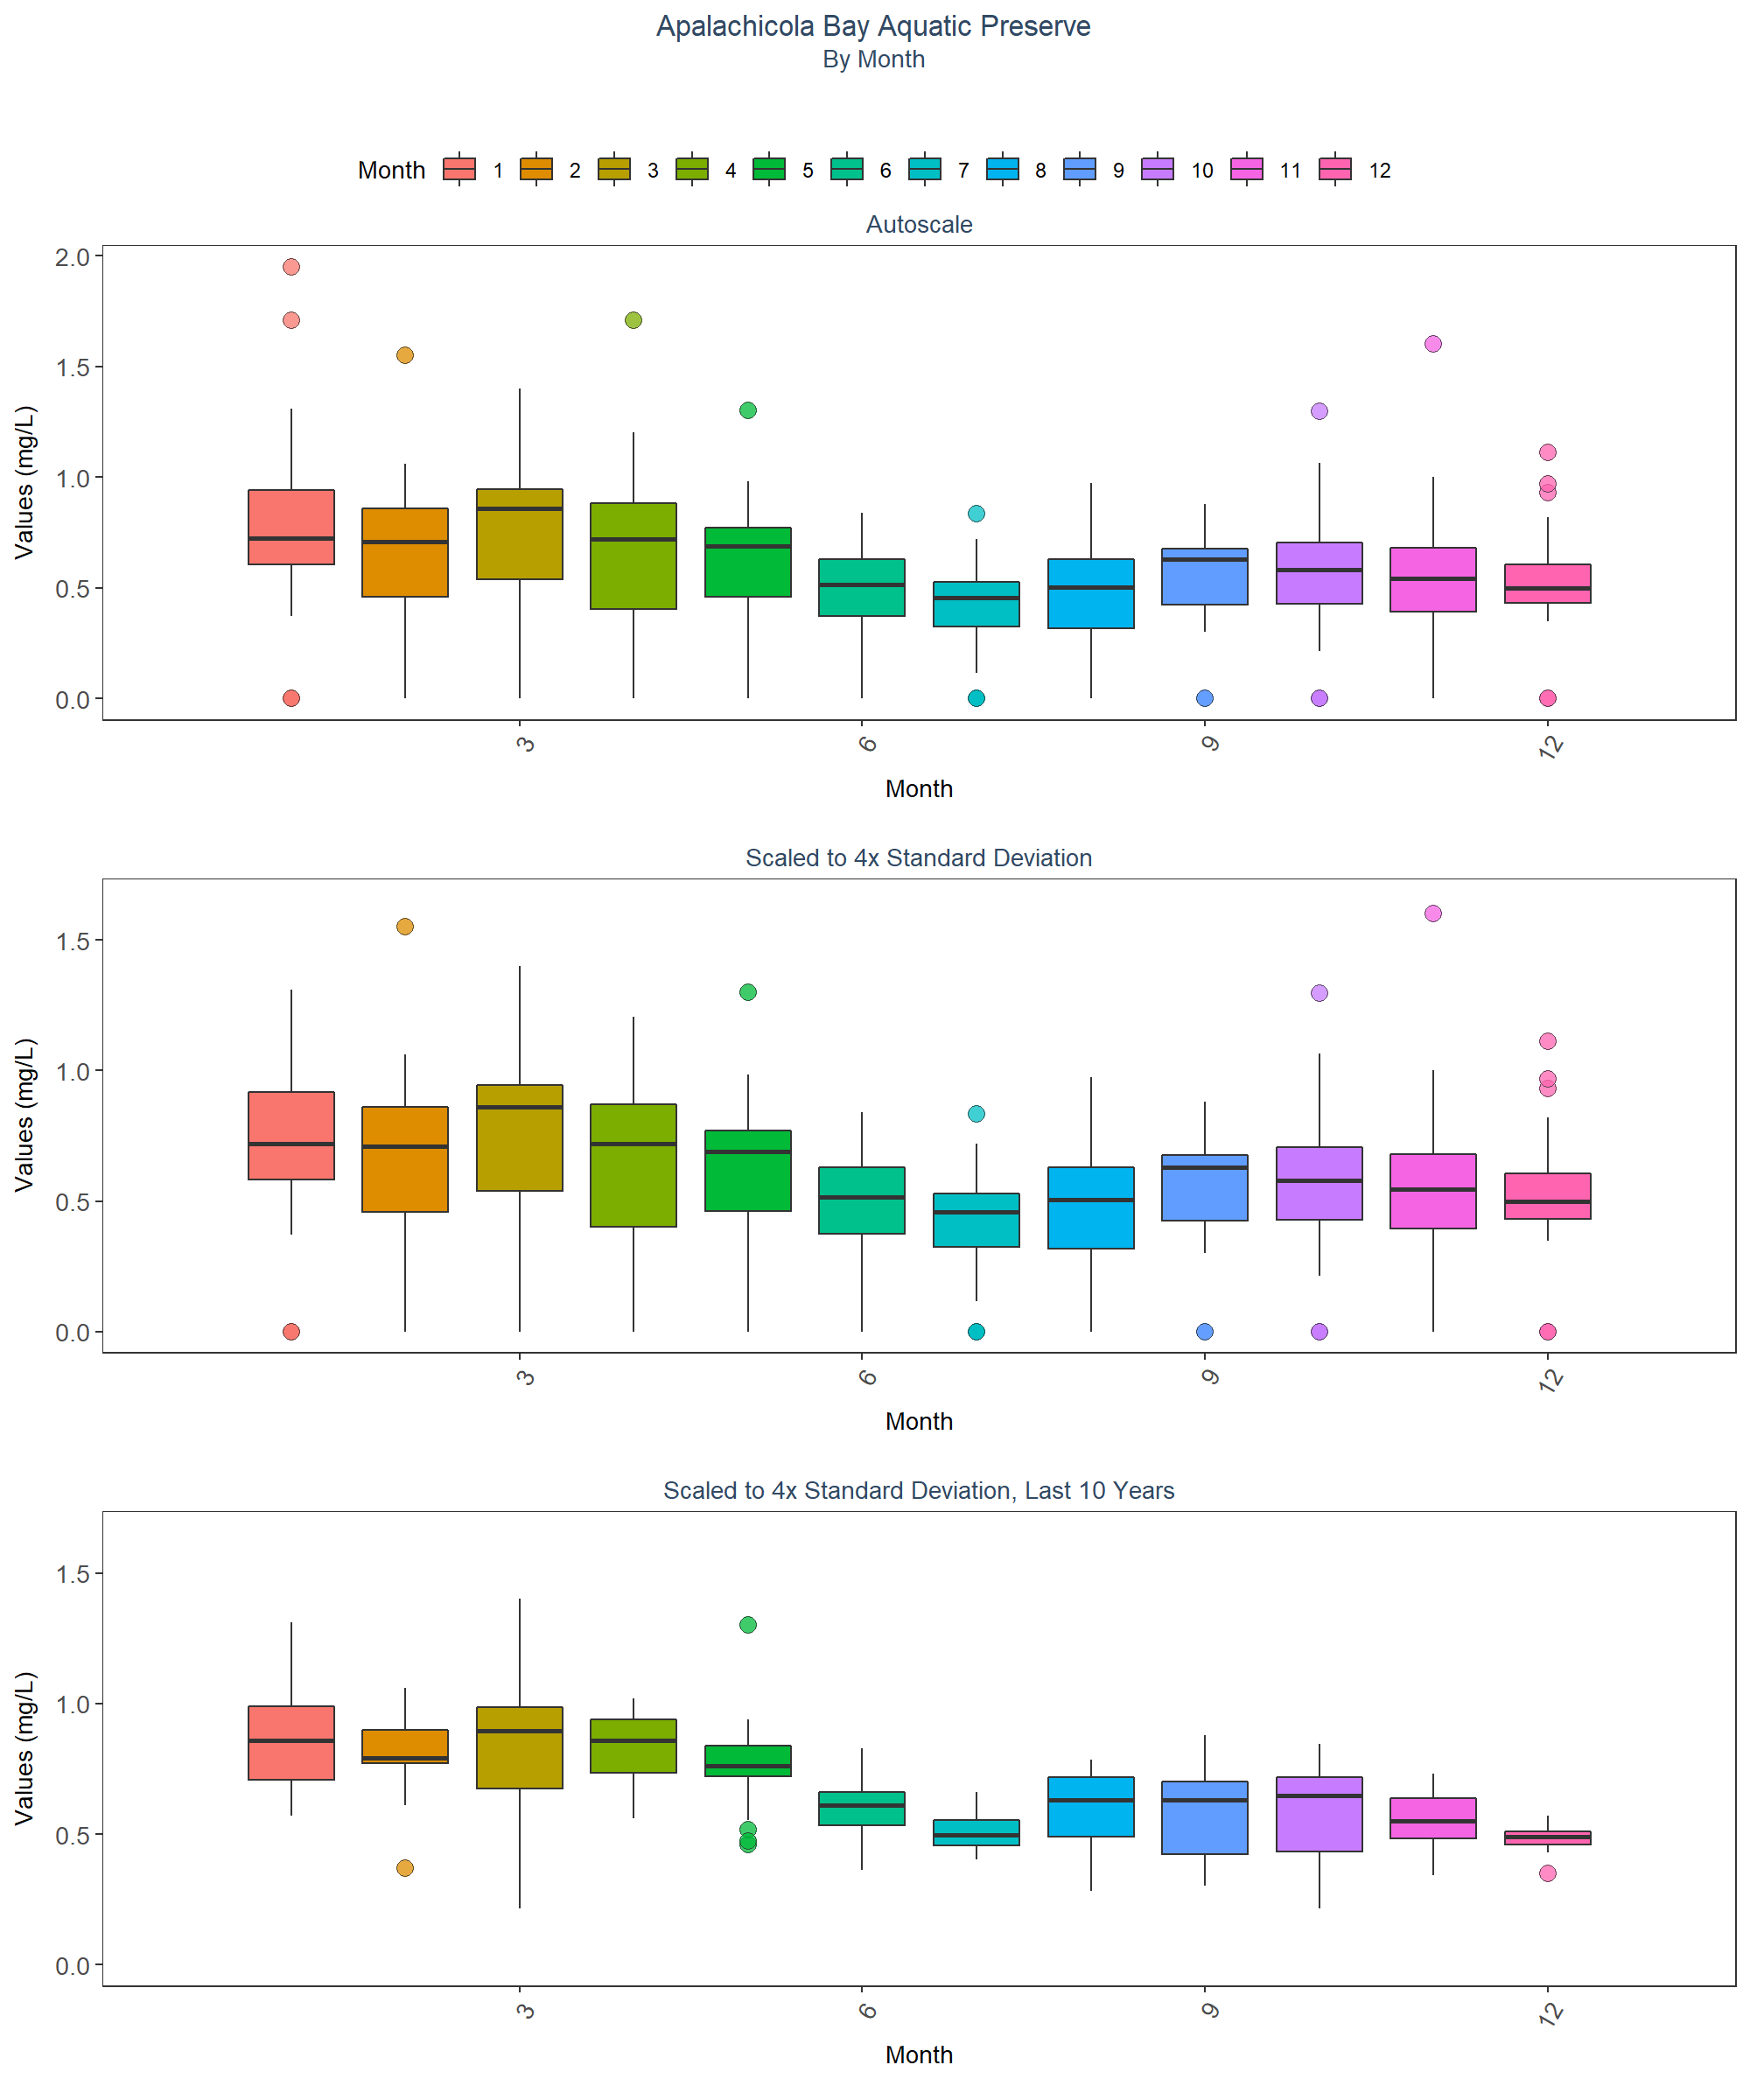 Apalachicola Bay Aquatic Preserve
By Month
Month 1 2 3 4 5 6 7 8 9 10 11 12
Autoscale
Values (mg/L)
2.0
1.5
1.0
0.5
0.0
3 6 9 12
Month
Scaled to 4x Standard Deviation
Values (mg/L)
1.5
1.0
0.5
0.0
3 6 9 12
Month
Scaled to 4x Standard Deviation, Last 10 Years
Values (mg/L)
1.5
1.0
0.5
0.0
3 6 9 12
Month